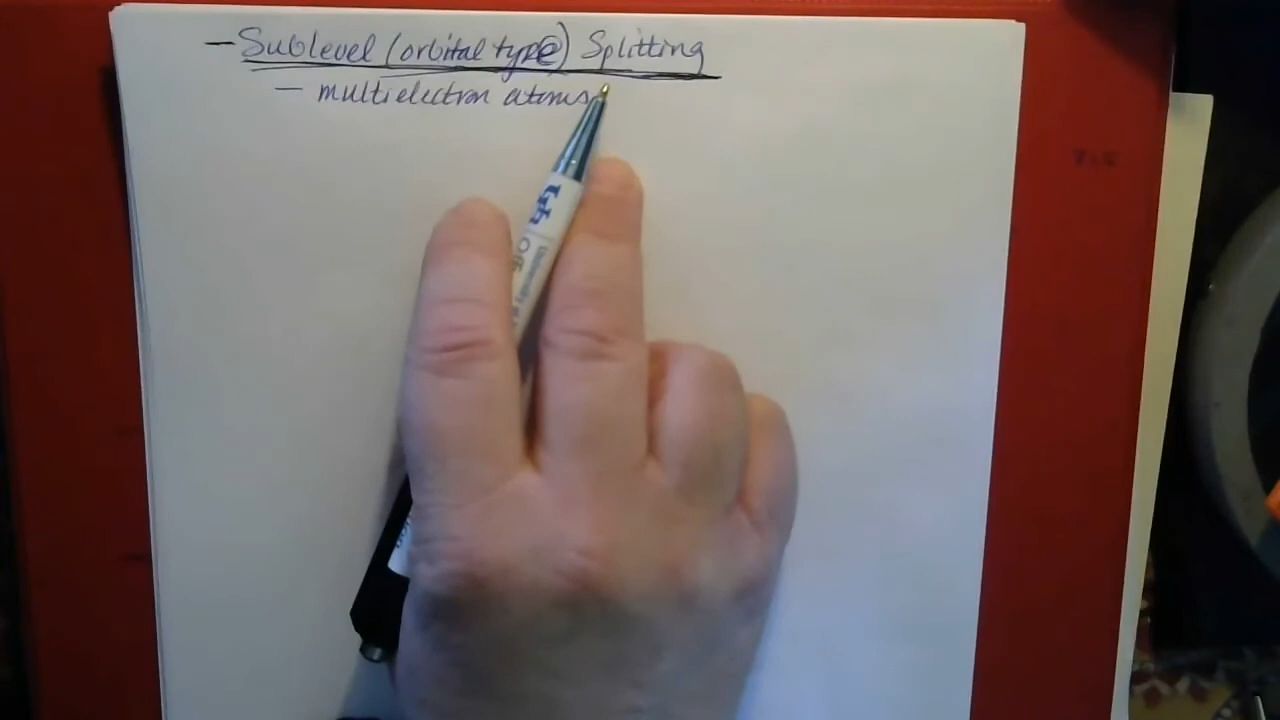 — Sublevel (orbital type) Splitting
— multielectron atoms